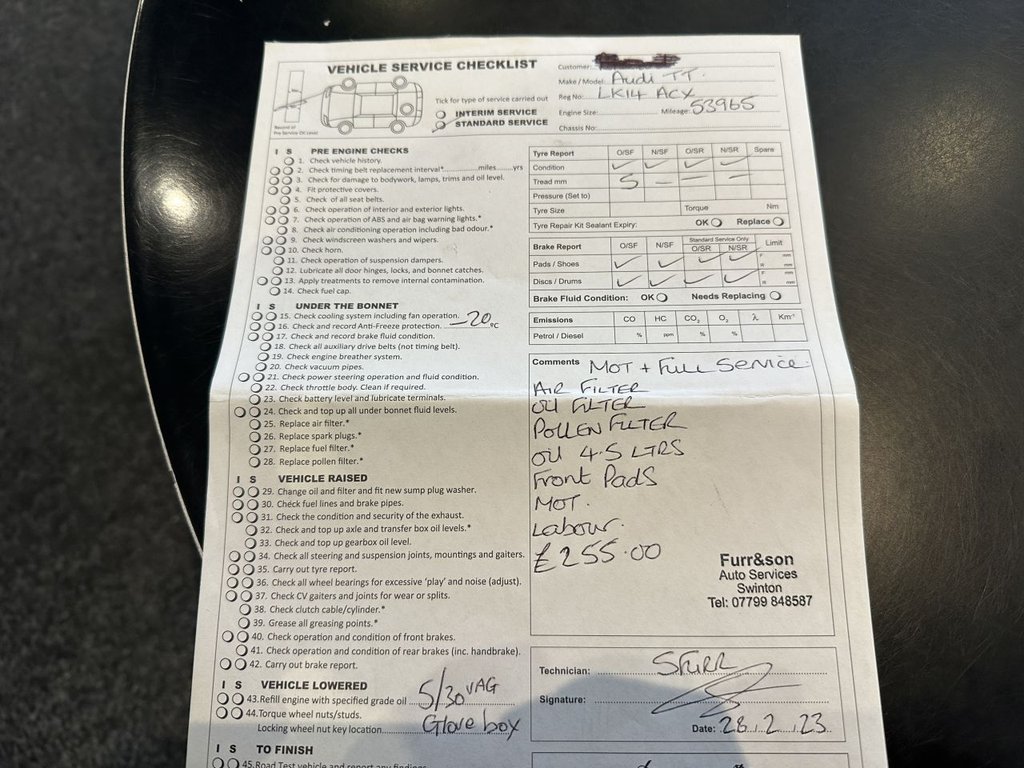 VEHICLE SERVICE CHECKLIST
Tick for type of service carried out
INTERIM SERVICE
STANDARD SERVICE
Record of
Pre Service Oil Level
Customer:
Make / Model: Audi TT.
Reg No: LK14 ACX
Engine Size: Mileage: 53965
Chassis No:
I S PRE ENGINE CHECKS
1. Check vehicle history.
2. Check timing belt replacement interval* miles yrs
3. Check for damage to bodywork, lamps, trims and oil level.
4. Fit protective covers.
5. Check of all seat belts.
6. Check operation of interior and exterior lights.
7. Check operation of ABS and air bag warning lights.*
8. Check air conditioning operation including bad odour.*
9. Check windscreen washers and wipers.
10. Check horn.
11. Check operation of suspension dampers.
12. Lubricate all door hinges, locks, and bonnet catches.
13. Apply treatments to remove internal contamination.
14. Check fuel cap.
I S UNDER THE BONNET
15. Check cooling system including fan operation.
16. Check and record Anti-Freeze protection. -20 °C
17. Check and record brake fluid condition.
18. Check all auxiliary drive belts (not timing belt).
19. Check engine breather system.
20. Check vacuum pipes.
21. Check power steering operation and fluid condition.
22. Check throttle body. Clean if required.
23. Check battery level and lubricate terminals.
24. Check and top up all under bonnet fluid levels.
25. Replace air filter.*
26. Replace spark plugs.*
27. Replace fuel filter.*
28. Replace pollen filter.*
I S VEHICLE RAISED
29. Change oil and filter and fit new sump plug washer.
30. Check fuel lines and brake pipes.
31. Check the condition and security of the exhaust.
32. Check and top up axle and transfer box oil levels.*
33. Check and top up gearbox oil level.
34. Check all steering and suspension joints, mountings and gaiters.
35. Carry out tyre report.
36. Check all wheel bearings for excessive 'play' and noise (adjust).
37. Check CV gaiters and joints for wear or splits.
38. Check clutch cable/cylinder.*
39. Grease all greasing points.*
40. Check operation and condition of front brakes.
41. Check operation and condition of rear brakes (inc. handbrake).
42. Carry out brake report.
I S VEHICLE LOWERED
43. Refill engine with specified grade oil 5/30 VAG
44. Torque wheel nuts/studs.
Locking wheel nut key location Glove box
I S TO FINISH
45. Road Test vehicle and report any findings
Tyre Report O/SF N/SF O/SR N/SR Spare
Condition ✓ ✓ ✓ ✓
Tread mm 5 – – –
Pressure (Set to)
Tyre Size Torque Nm
Tyre Repair Kit Sealant Expiry: OK Replace
Brake Report O/SF N/SF Standard Service Only O/SR N/SR Limit
Pads / Shoes ✓ ✓ ✓ ✓ F mm R mm
Discs / Drums ✓ ✓ ✓ ✓ F mm R mm
Brake Fluid Condition: OK Needs Replacing
Emissions CO HC CO₂ O₂ λ Km⁻¹
Petrol / Diesel % ppm % %
Comments MOT + Full Service
AIR FILTER
OIL FILTER
POLLEN FILTER
OIL 4.5 LTRS
Front Pads
MOT.
Labour.
£255.00
Furr&son
Auto Services
Swinton
Tel: 07799 848587
Technician: S FURR
Signature:
Date: 28.2.23